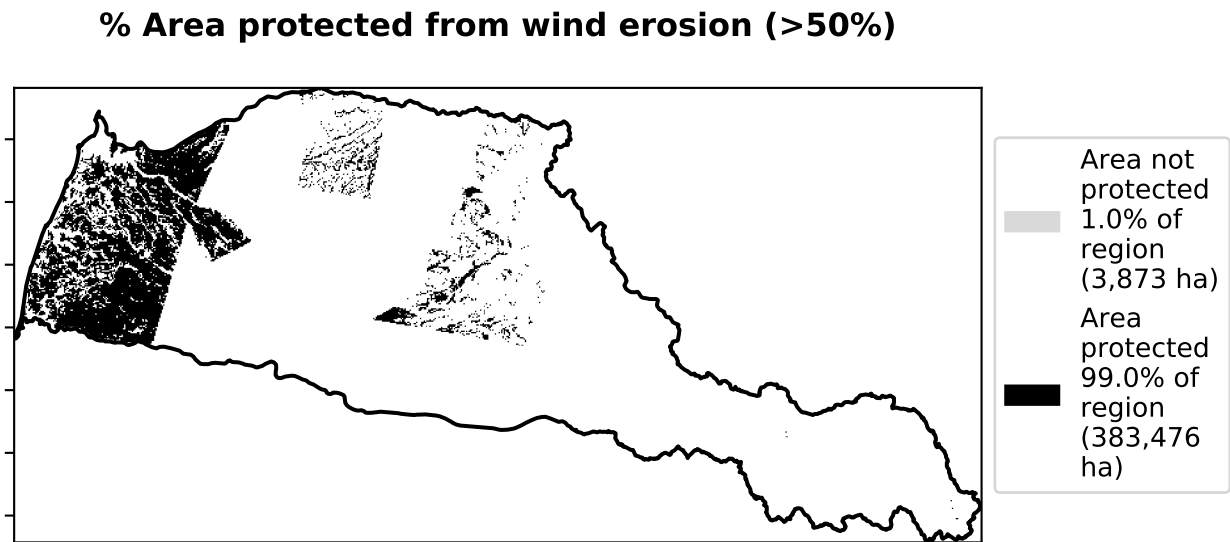 % Area protected from wind erosion (>50%)
Area not
protected
1.0% of
region
(3,873 ha)
Area
protected
99.0% of
region
(383,476
ha)